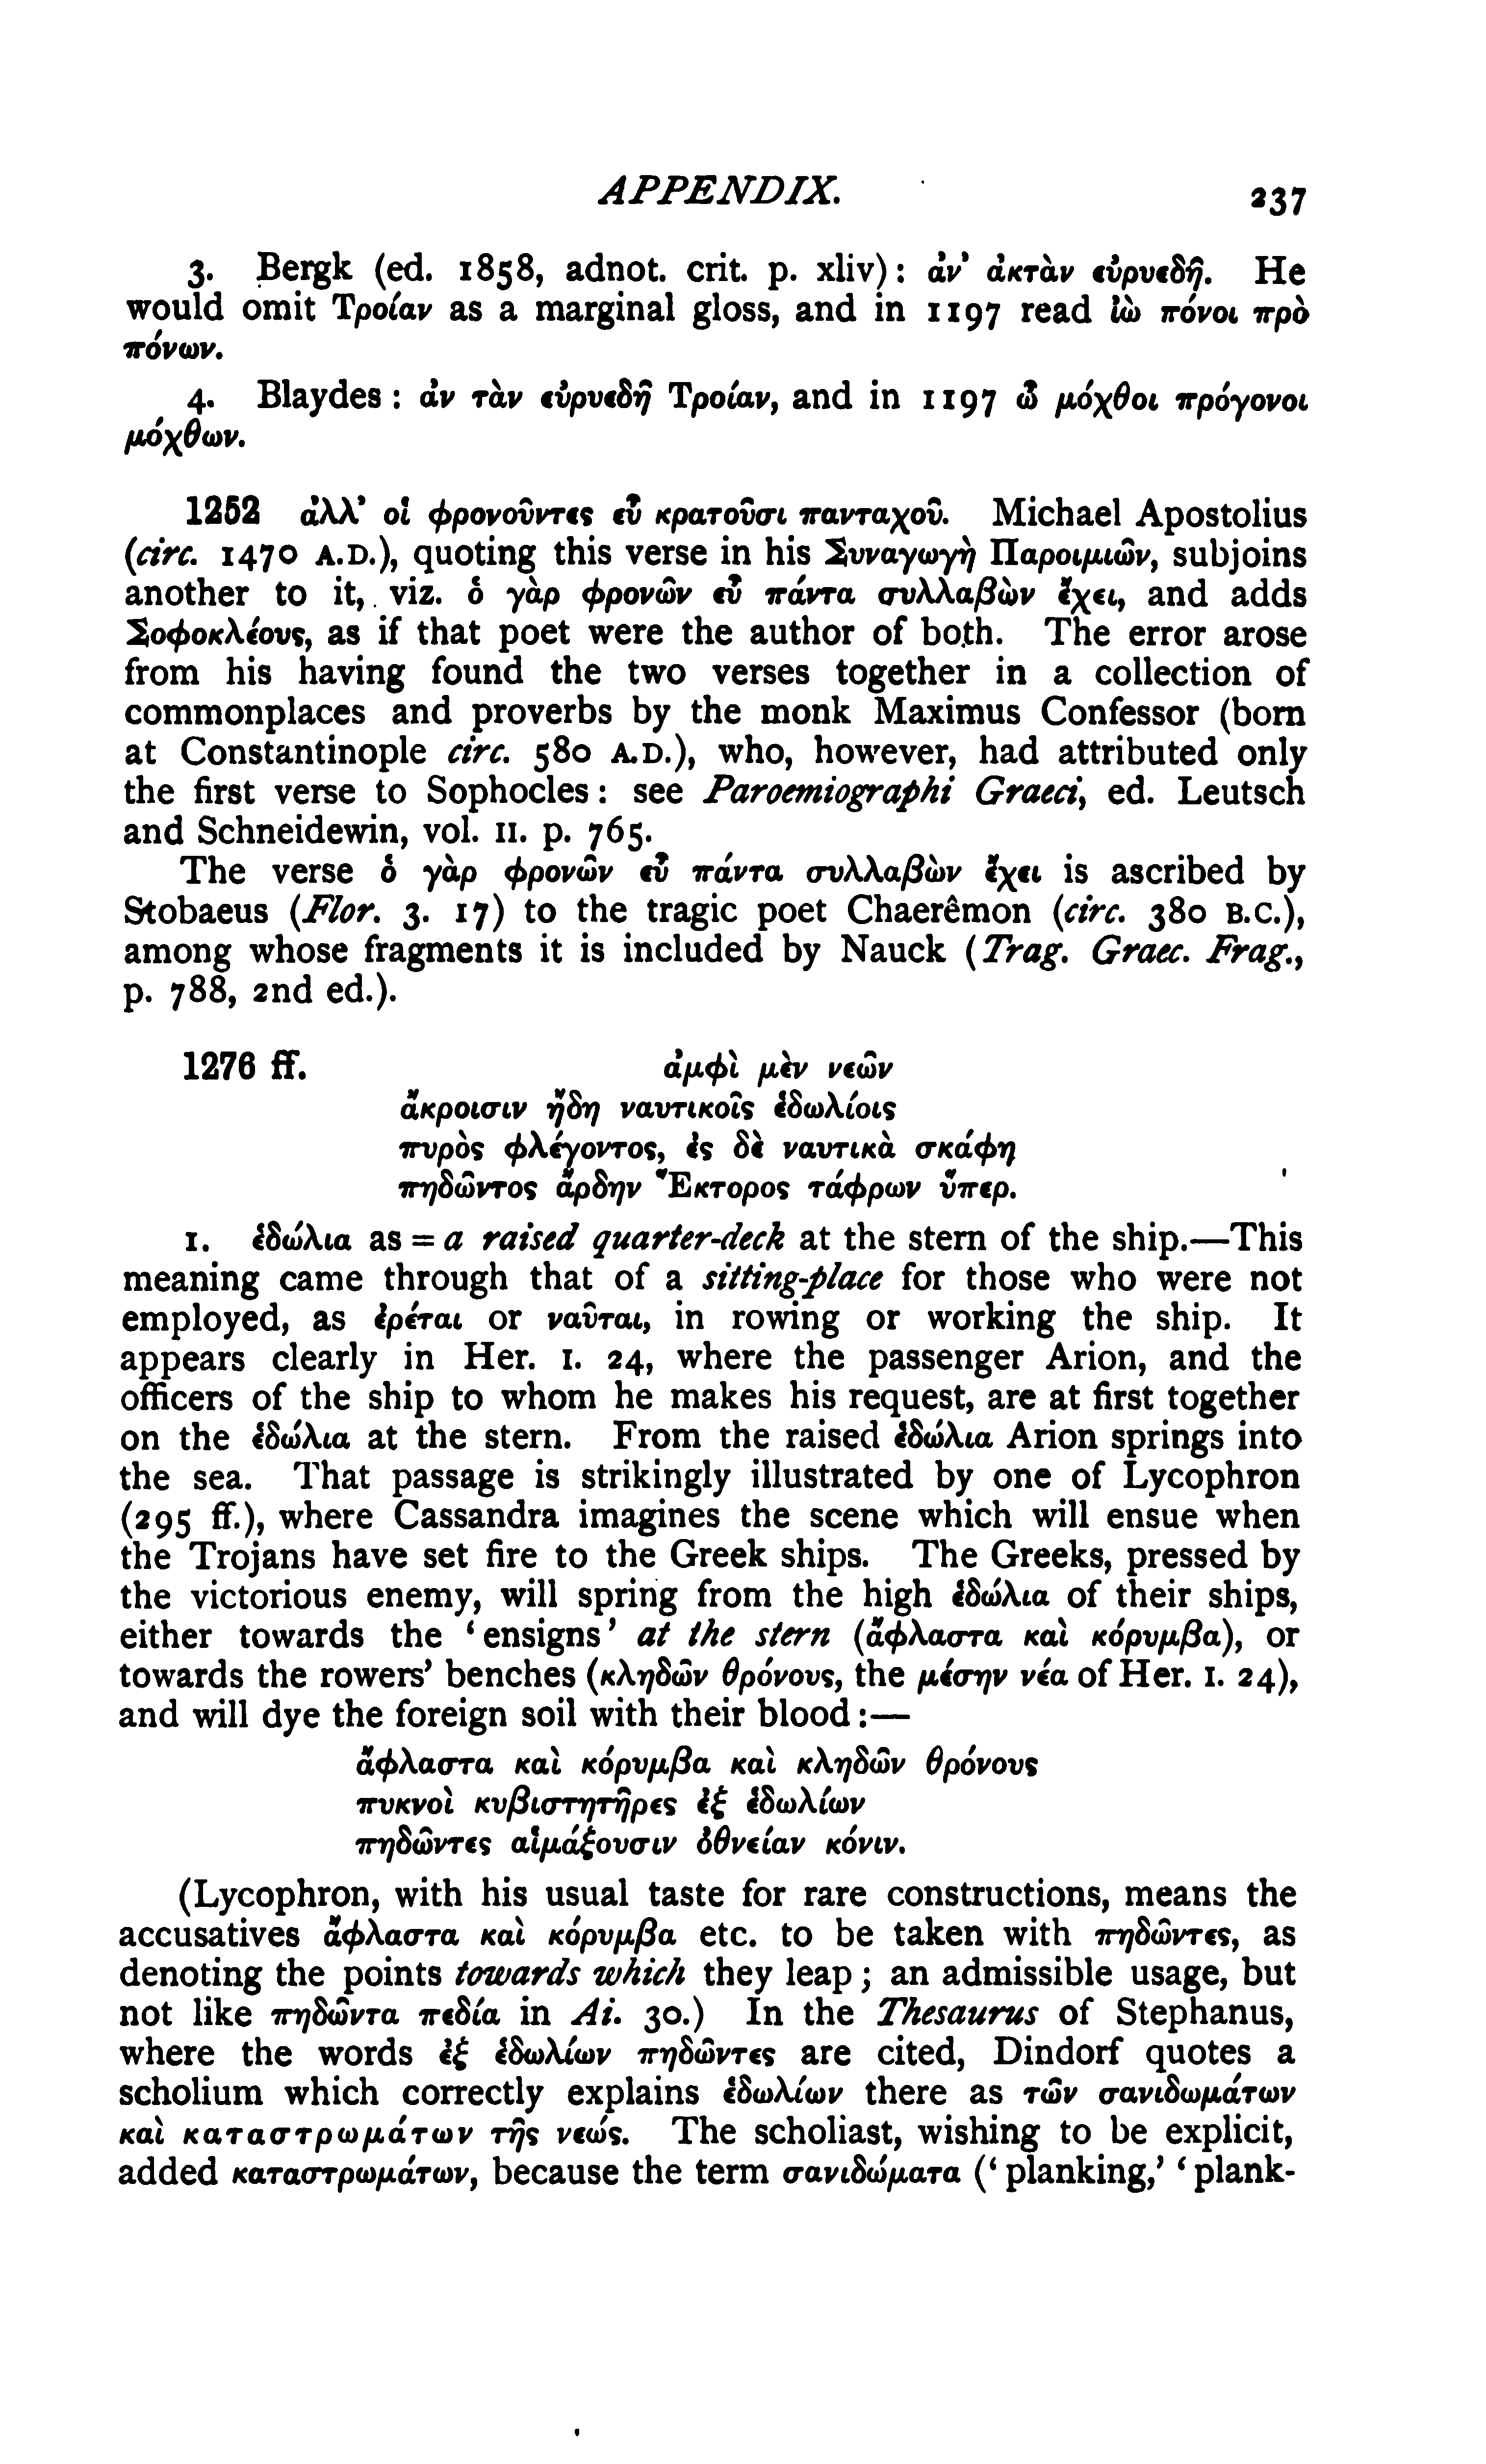 APPENDIX. 237
3. Bergk (ed. 1858, adnot. crit. p. xliv): ἀν' ἀκτὰν εὐρυεδῆ. He
would omit Τροίαν as a marginal gloss, and in 1197 read ἰὼ πόνοι πρὸ
πόνων.
4. Blaydes: ἀν τὰν εὐρυεδῆ Τροίαν, and in 1197 ὦ μόχθοι πρόγονοι
μόχθων.
1252 ἀλλ' οἱ φρονοῦντες εὖ κρατοῦσι πανταχοῦ. Michael Apostolius
(circ. 1470 A.D.), quoting this verse in his Συναγωγὴ Παροιμιῶν, subjoins
another to it, viz. ὁ γὰρ φρονῶν εὖ πάντα συλλαβὼν ἔχει, and adds
Σοφοκλέους, as if that poet were the author of both. The error arose
from his having found the two verses together in a collection of
commonplaces and proverbs by the monk Maximus Confessor (born
at Constantinople circ. 580 A.D.), who, however, had attributed only
the first verse to Sophocles: see Paroemiographi Graeci, ed. Leutsch
and Schneidewin, vol. II. p. 765.
The verse ὁ γὰρ φρονῶν εὖ πάντα συλλαβὼν ἔχει is ascribed by
Stobaeus (Flor. 3. 17) to the tragic poet Chaerêmon (circ. 380 B.C.),
among whose fragments it is included by Nauck (Trag. Graec. Frag.,
p. 788, 2nd ed.).
1276 ff. ἀμφὶ μὲν νεῶν
ἄκροισιν ἤδη ναυτικοῖς ἑδωλίοις
πυρὸς φλέγοντος, ἐς δὲ ναυτικὰ σκάφη
πηδῶντος ἄρδην Ἕκτορος τάφρων ὕπερ.
1. ἑδώλια as = a raised quarter-deck at the stern of the ship.—This
meaning came through that of a sitting-place for those who were not
employed, as ἐρέται or ναῦται, in rowing or working the ship. It
appears clearly in Her. I. 24, where the passenger Arion, and the
officers of the ship to whom he makes his request, are at first together
on the ἑδώλια at the stern. From the raised ἑδώλια Arion springs into
the sea. That passage is strikingly illustrated by one of Lycophron
(295 ff.), where Cassandra imagines the scene which will ensue when
the Trojans have set fire to the Greek ships. The Greeks, pressed by
the victorious enemy, will spring from the high ἑδώλια of their ships,
either towards the 'ensigns' at the stern (ἄφλαστα καὶ κόρυμβα), or
towards the rowers' benches (κληδῶν θρόνους, the μέσην νέα of Her. I. 24),
and will dye the foreign soil with their blood:—
ἄφλαστα καὶ κόρυμβα καὶ κληδῶν θρόνους
πυκνοὶ κυβιστητῆρες ἐξ ἑδωλίων
πηδῶντες αἱμάξουσιν ὀθνείαν κόνιν.
(Lycophron, with his usual taste for rare constructions, means the
accusatives ἄφλαστα καὶ κόρυμβα etc. to be taken with πηδῶντες, as
denoting the points towards which they leap; an admissible usage, but
not like πηδῶντα πεδία in Ai. 30.) In the Thesaurus of Stephanus,
where the words ἐξ ἑδωλίων πηδῶντες are cited, Dindorf quotes a
scholium which correctly explains ἑδωλίων there as τῶν σανιδωμάτων
καὶ καταστρωμάτων τῆς νεώς. The scholiast, wishing to be explicit,
added καταστρωμάτων, because the term σανιδώματα ('planking,' 'plank-